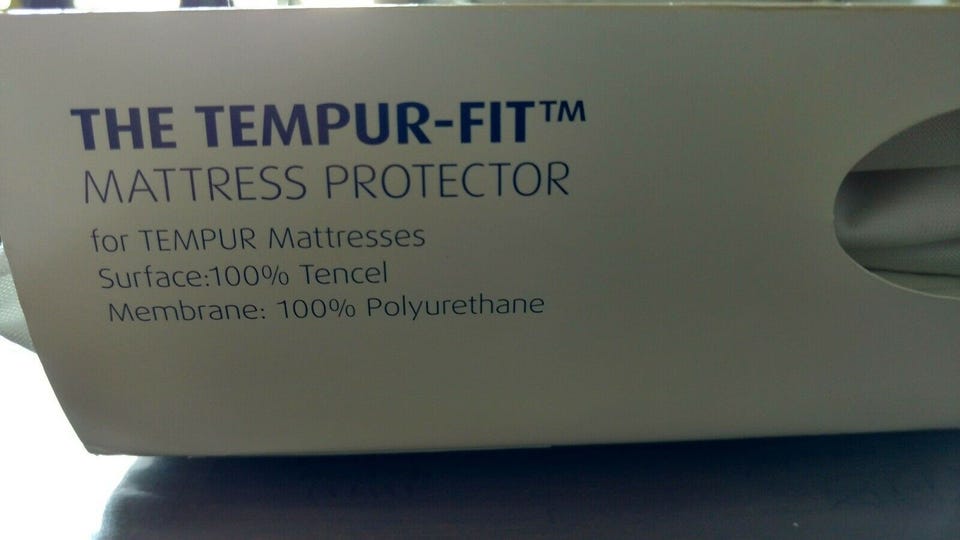 THE TEMPUR-FIT™
MATTRESS PROTECTOR
for TEMPUR Mattresses
Surface:100% Tencel
Membrane: 100% Polyurethane